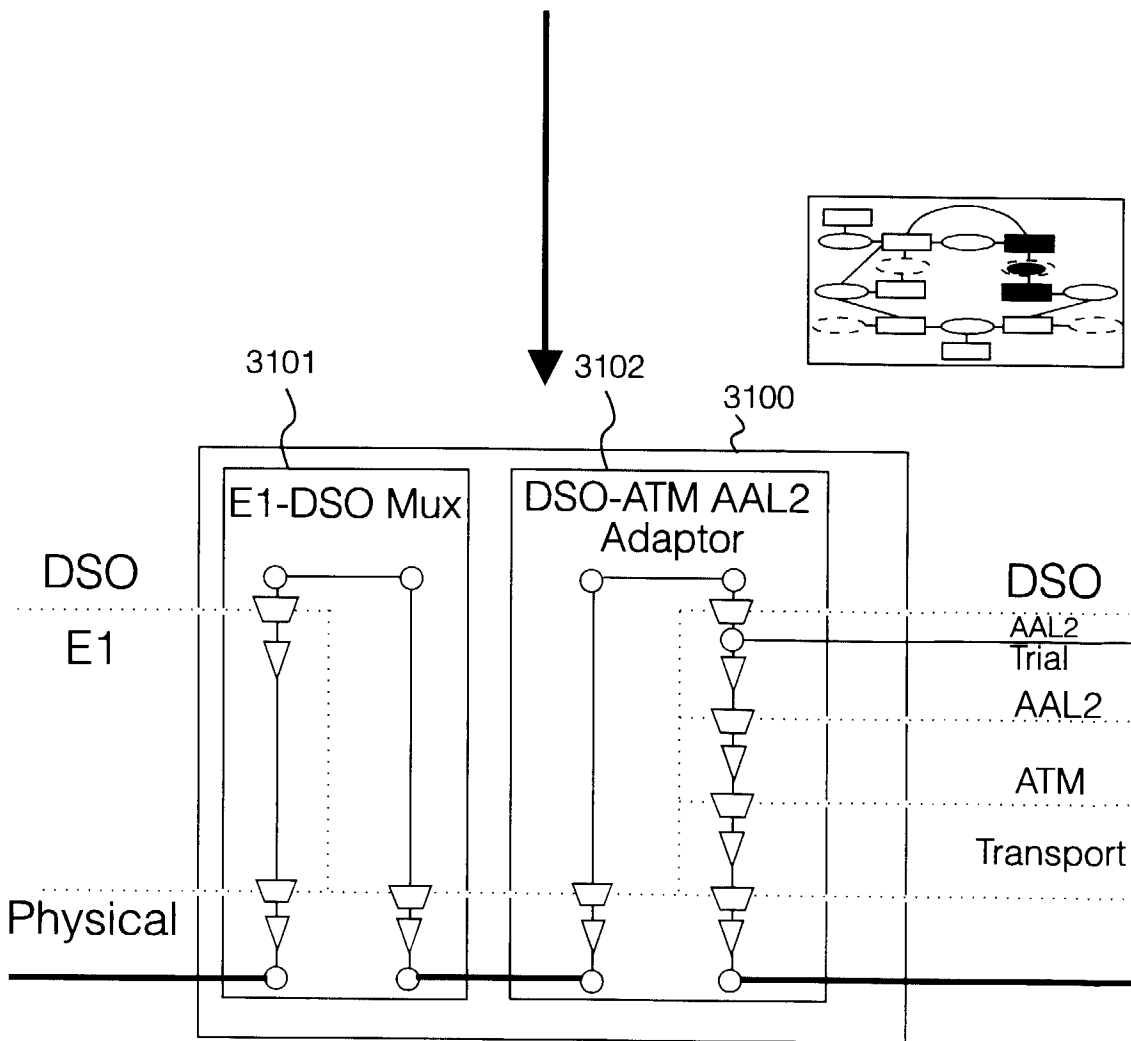 3101
3102
3100
E1-DSO Mux
DSO-ATM AAL2
Adaptor
DSO
E1
Physical
DSO
AAL2
Trial
AAL2
ATM
Transport